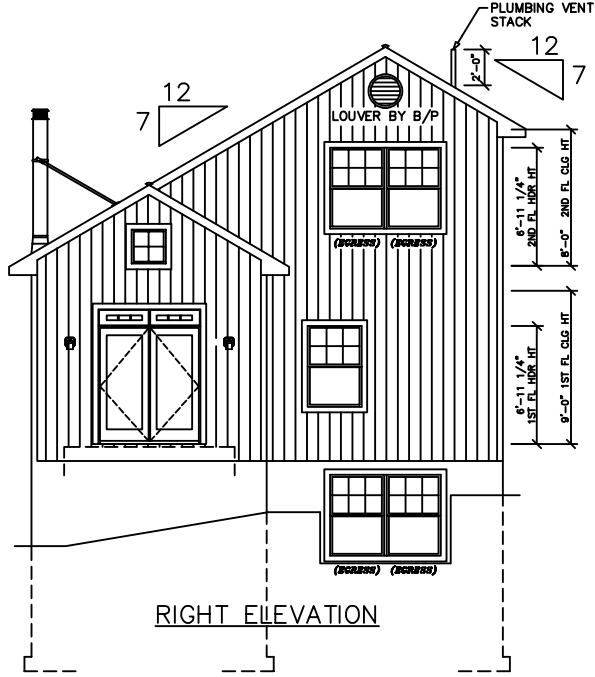 PLUMBING VENT
STACK
12
7
12
7
2'-0"
LOUVER BY B/P
(EGRESS) (EGRESS)
6'-11 1/4"
2ND FL HDR HT
8'-0" 2ND FL CLG HT
6'-11 1/4"
1ST FL HDR HT
9'-0" 1ST FL CLG HT
(EGRESS) (EGRESS)
RIGHT ELEVATION